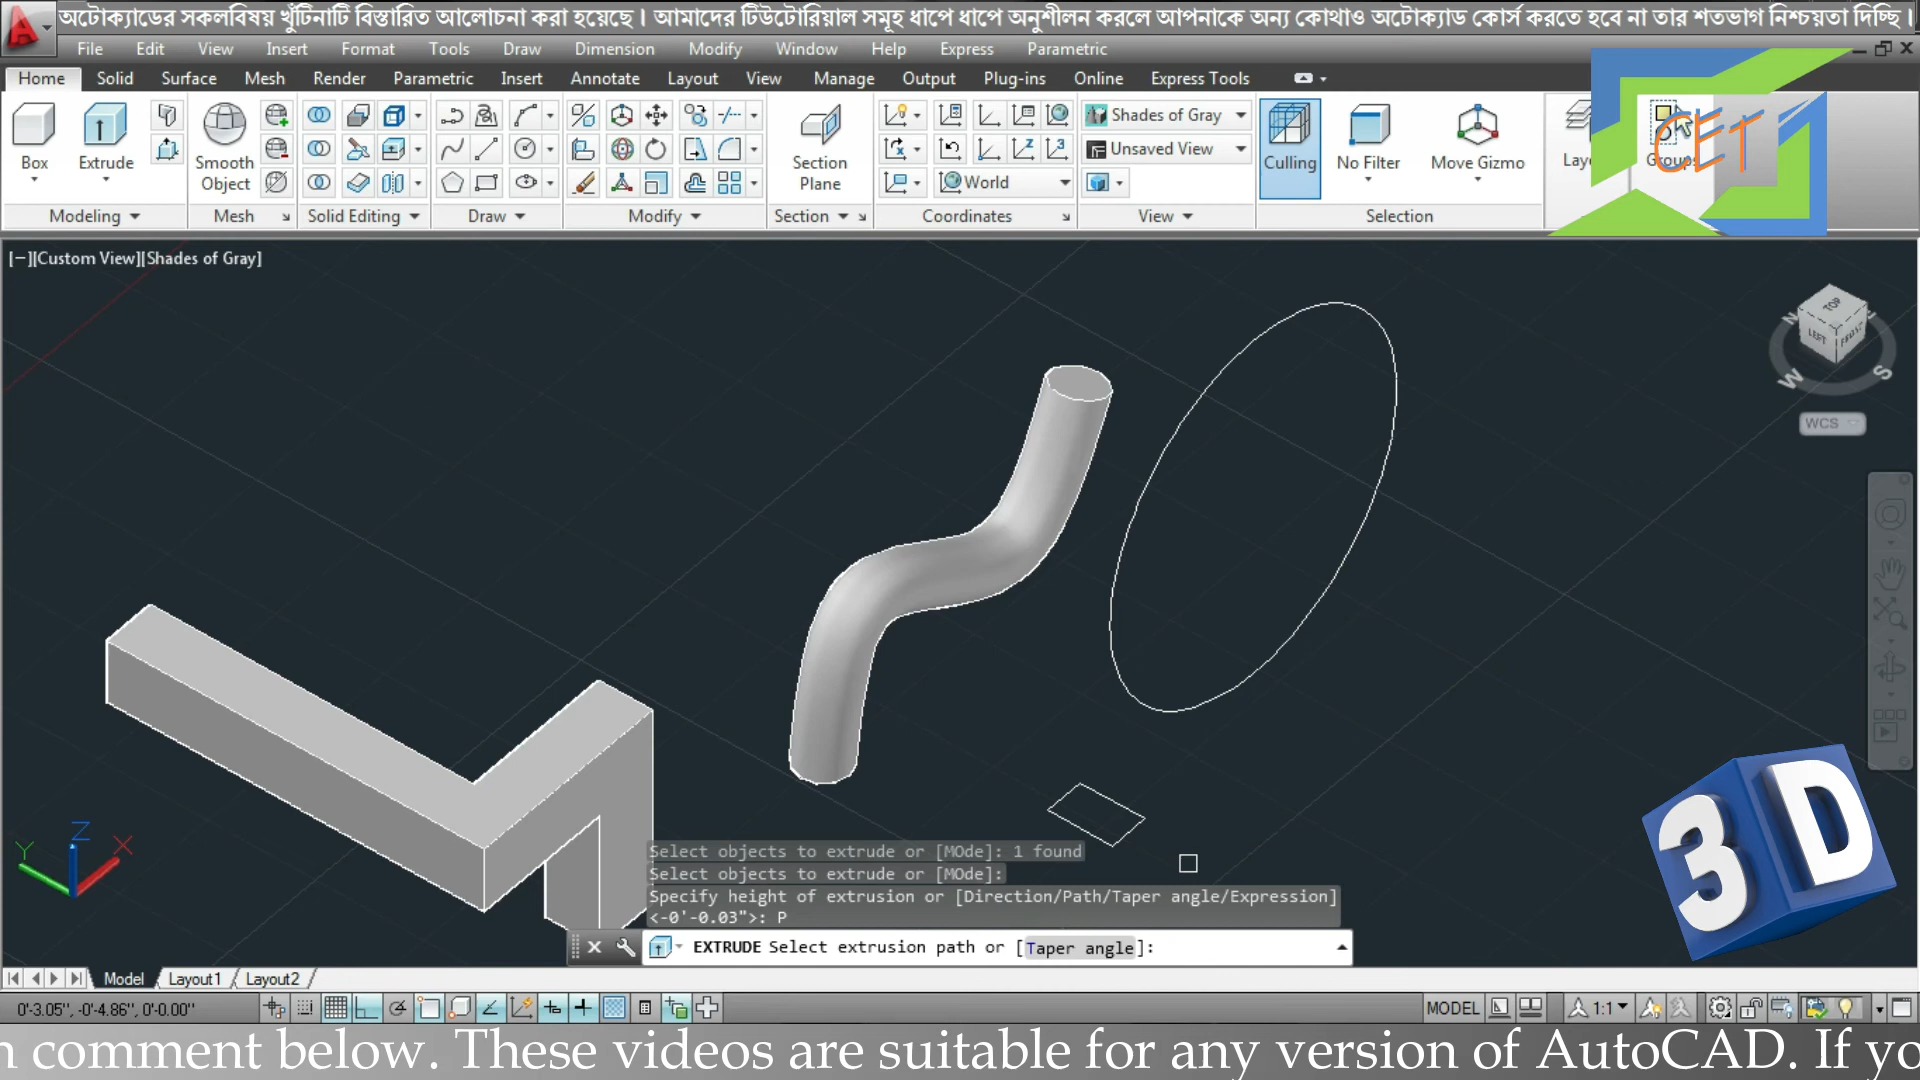 অটোক্যাডের সকলবিষয় খুঁটিনাটি বিস্তারিত আলোচনা করা হয়েছে। আমাদের টিউটোরিয়াল সমূহ ধাপে ধাপে অনুশীলন করলে আপনাকে অন্য কোথাও অটোক্যাড কোর্স করতে হবে না তার শতভাগ নিশ্চয়তা দিচ্ছি।
File Edit View Insert Format Tools Draw Dimension Modify Window Help Express Parametric
Home Solid Surface Mesh Render Parametric Insert Annotate Layout View Manage Output Plug-ins Online Express Tools
Shades of Gray
Unsaved View
World
Box Extrude Smooth Object Section Plane Culling No Filter Move Gizmo Groups
CET
Modeling Mesh Solid Editing Draw Modify Section Coordinates View Selection
[−][Custom View][Shades of Gray]
TOP
LEFT
N
W S
WCS
3D
Z
Y X
Select objects to extrude or [MOde]: 1 found
Select objects to extrude or [MOde]:
Specify height of extrusion or [Direction/Path/Taper angle/Expression]
<-0'-0.03">: P
EXTRUDE Select extrusion path or [Taper angle]:
Model Layout1 Layout2
0'-3.05", -0'-4.86", 0'-0.00"
MODEL 1:1
n comment below. These videos are suitable for any version of AutoCAD. If yo